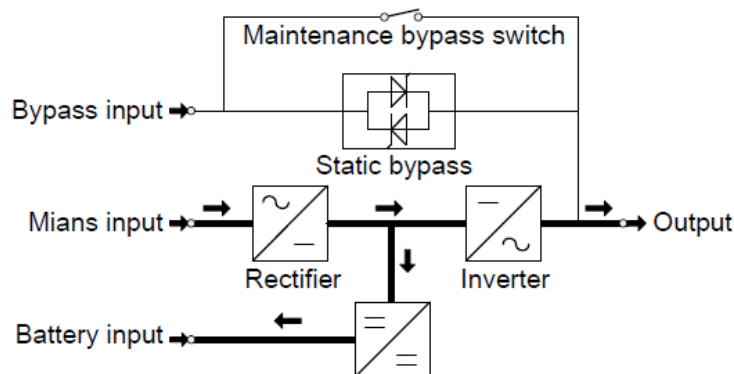 Maintenance bypass switch
Bypass input
Static bypass
Mians input
Output
Rectifier
Inverter
Battery input